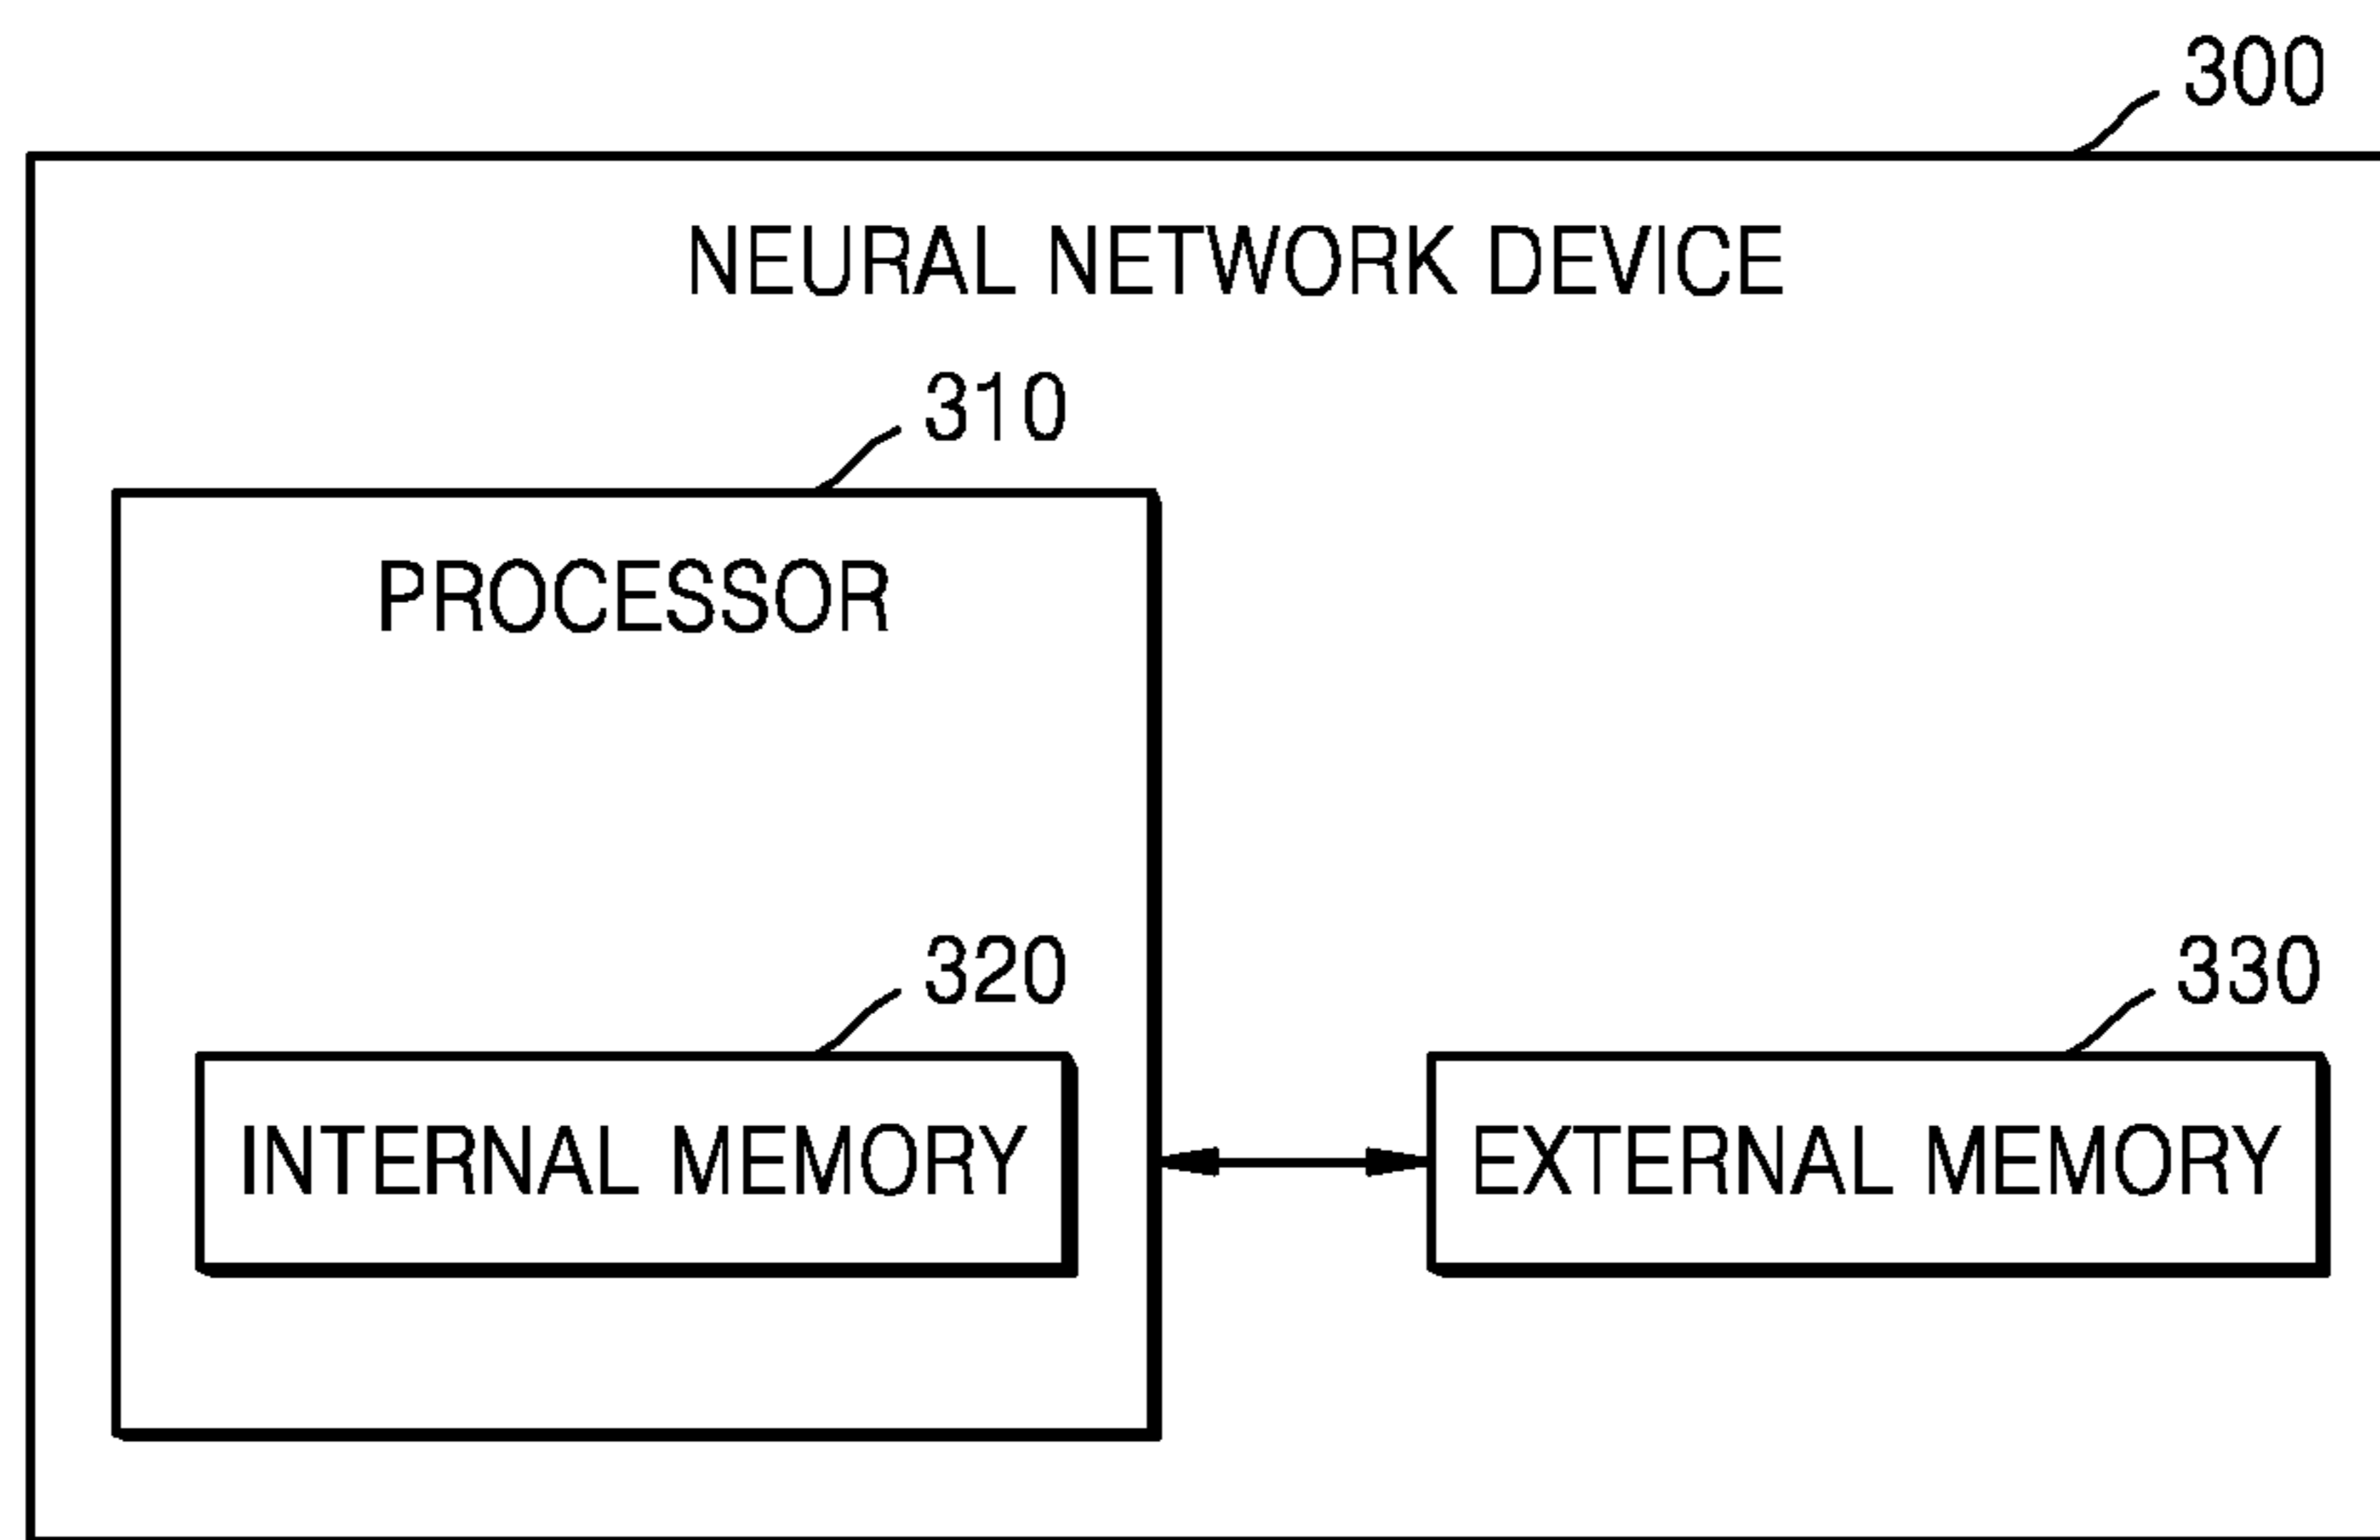 300
NEURAL NETWORK DEVICE
310
PROCESSOR
320
330
INTERNAL MEMORY
EXTERNAL MEMORY